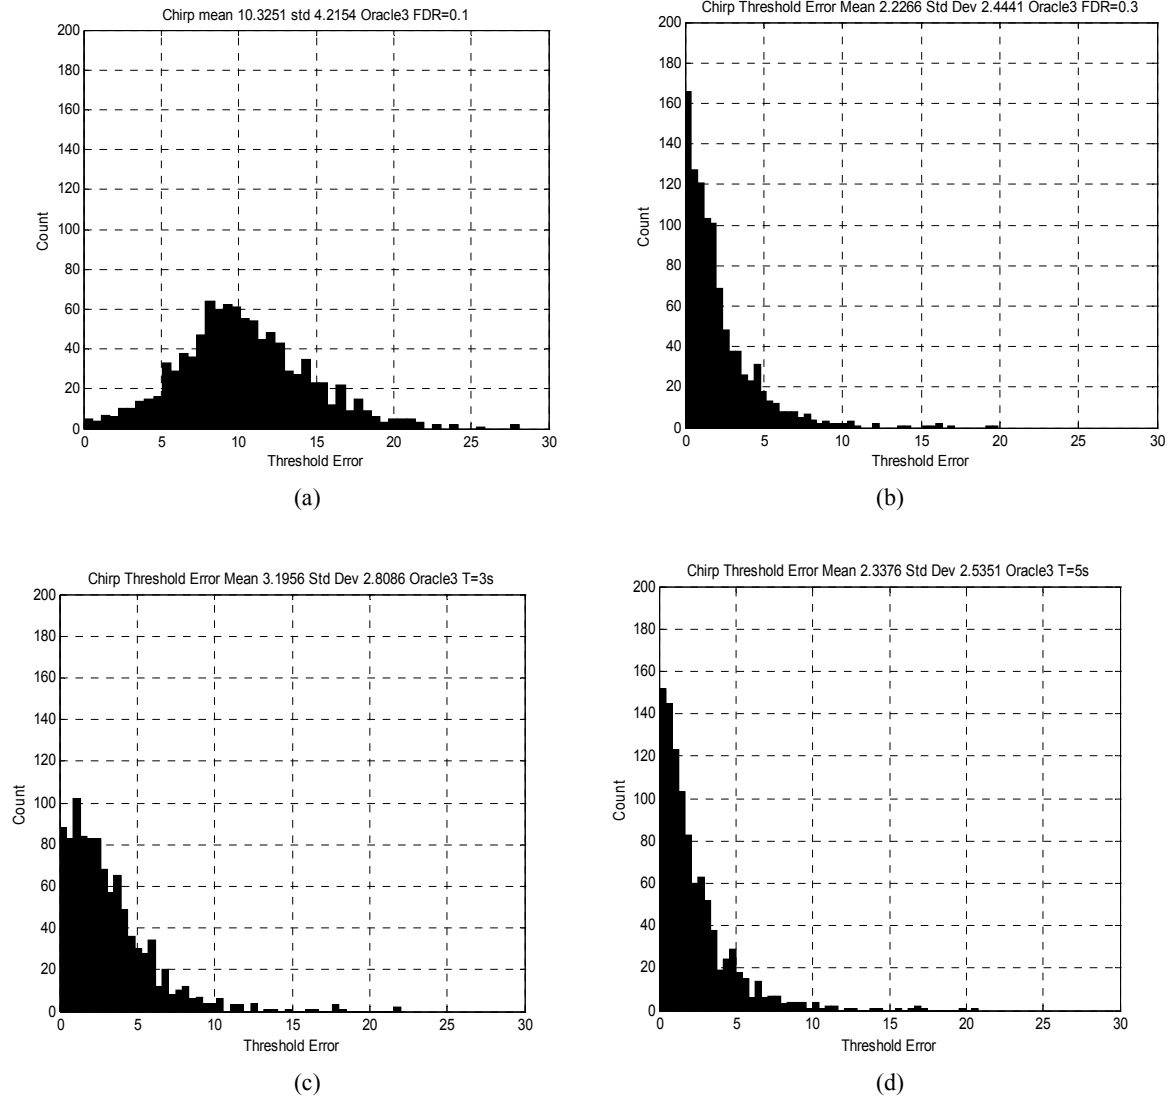 Chirp mean 10.3251 std 4.2154 Oracle3 FDR=0.1
200
180
160
140
120
100
80
60
40
20
0
Count
0 5 10 15 20 25 30
Threshold Error
(a)
Chirp Threshold Error Mean 2.2266 Std Dev 2.4441 Oracle3 FDR=0.3
200
180
160
140
120
100
80
60
40
20
0
Count
0 5 10 15 20 25 30
Threshold Error
(b)
Chirp Threshold Error Mean 3.1956 Std Dev 2.8086 Oracle3 T=3s
200
180
160
140
120
100
80
60
40
20
0
Count
0 5 10 15 20 25 30
Threshold Error
(c)
Chirp Threshold Error Mean 2.3376 Std Dev 2.5351 Oracle3 T=5s
200
180
160
140
120
100
80
60
40
20
0
Count
0 5 10 15 20 25 30
Threshold Error
(d)